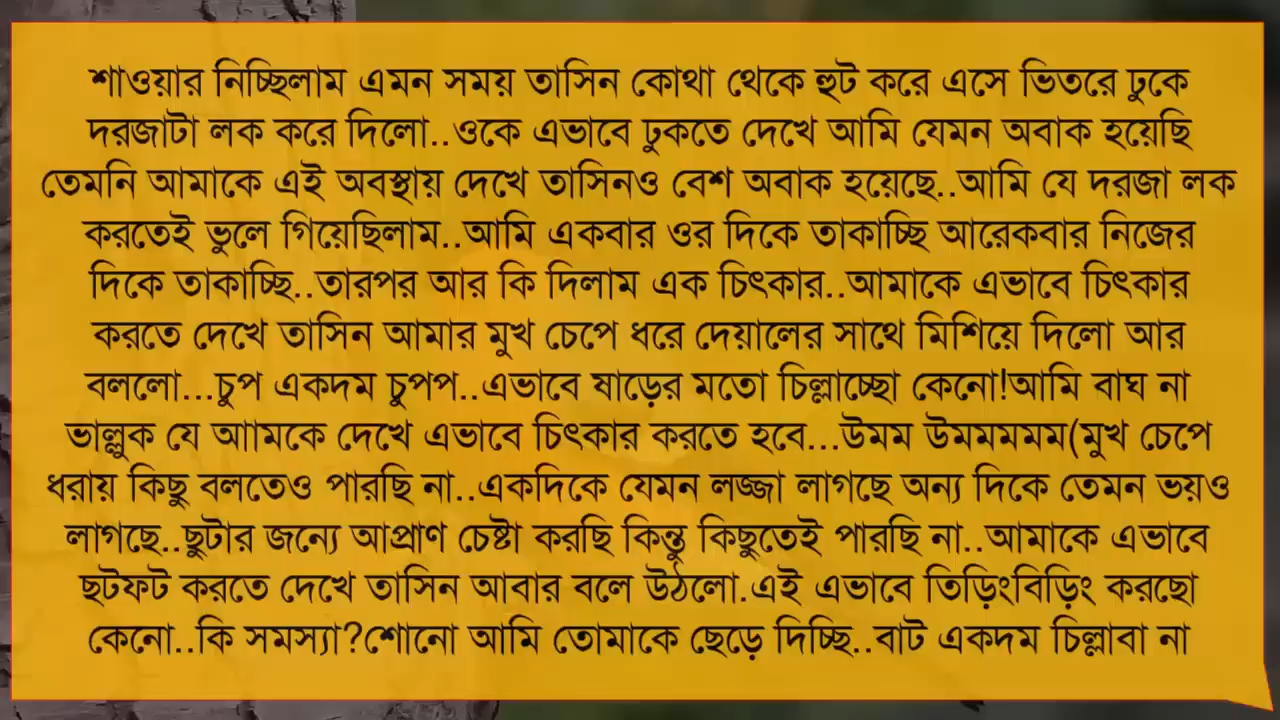 শাওয়ার নিচ্ছিলাম এমন সময় তাসিন কোথা থেকে হুট করে এসে ভিতরে ঢুকে
দরজাটা লক করে দিলো..ওকে এভাবে ঢুকতে দেখে আমি যেমন অবাক হয়েছি
তেমনি আমাকে এই অবস্থায় দেখে তাসিনও বেশ অবাক হয়েছে..আমি যে দরজা লক
করতেই ভুলে গিয়েছিলাম..আমি একবার ওর দিকে তাকাচ্ছি আরেকবার নিজের
দিকে তাকাচ্ছি..তারপর আর কি দিলাম এক চিৎকার..আমাকে এভাবে চিৎকার
করতে দেখে তাসিন আমার মুখ চেপে ধরে দেয়ালের সাথে মিশিয়ে দিলো আর
বললো...চুপ একদম চুপপ..এভাবে ষাড়ের মতো চিল্লাচ্ছো কেনো!আমি বাঘ না
ভাল্লুক যে আামকে দেখে এভাবে চিৎকার করতে হবে...উমম উমমমমম(মুখ চেপে
ধরায় কিছু বলতেও পারছি না..একদিকে যেমন লজ্জা লাগছে অন্য দিকে তেমন ভয়ও
লাগছে..ছুটার জন্যে আপ্রাণ চেষ্টা করছি কিন্তু কিছুতেই পারছি না..আমাকে এভাবে
ছটফট করতে দেখে তাসিন আবার বলে উঠলো.এই এভাবে তিড়িংবিড়িং করছো
কেনো..কি সমস্যা?শোনো আমি তোমাকে ছেড়ে দিচ্ছি..বাট একদম চিল্লাবা না